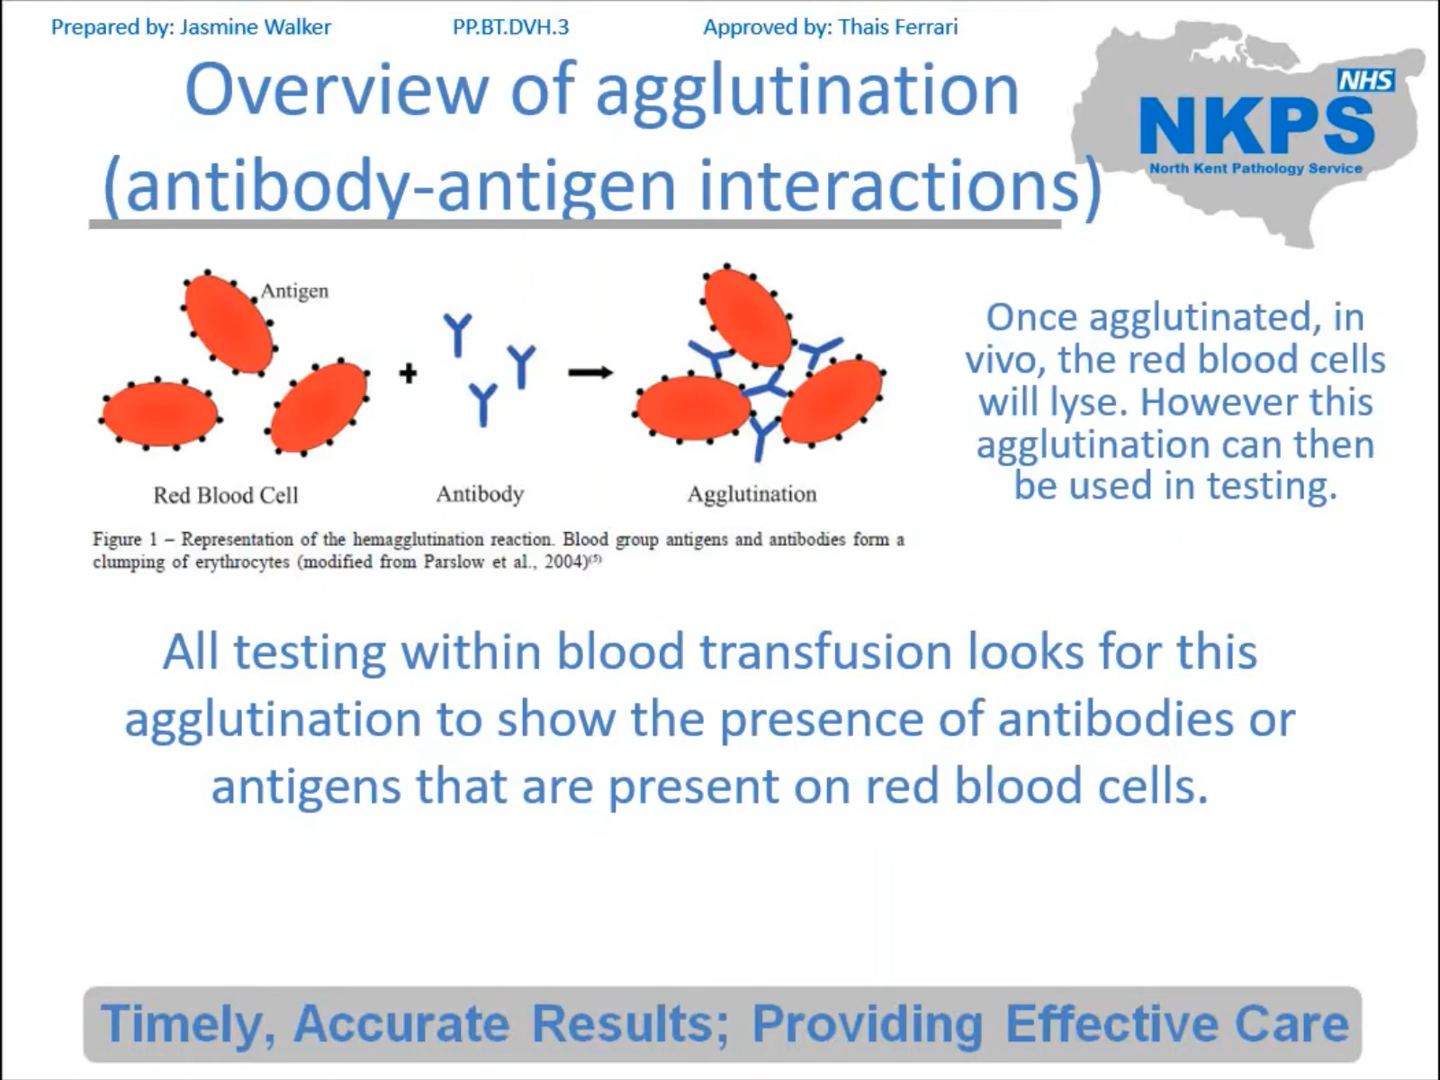 Prepared by: Jasmine Walker PP.BT.DVH.3 Approved by: Thais Ferrari
Overview of agglutination
(antibody-antigen interactions)
NHS
NKPS
North Kent Pathology Service
Antigen
+
Red Blood Cell Antibody Agglutination
Figure 1 – Representation of the hemagglutination reaction. Blood group antigens and antibodies form a
clumping of erythrocytes (modified from Parslow et al., 2004)(5)
Once agglutinated, in
vivo, the red blood cells
will lyse. However this
agglutination can then
be used in testing.
All testing within blood transfusion looks for this
agglutination to show the presence of antibodies or
antigens that are present on red blood cells.
Timely, Accurate Results; Providing Effective Care